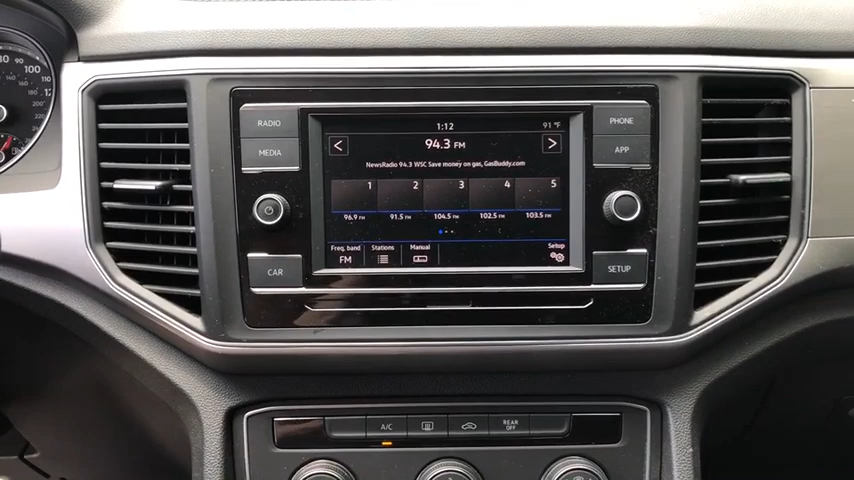 80
100
RADIO
MEDIA
CAR
PHONE
APP
SETUP
1:12
91 °F
<
94.3 FM
>
NewsRadio 94.3 WSC Save money on gas, GasBuddy.com
1 2 3 4 5
96.9 FM 91.5 FM 104.5 FM 102.5 FM 103.5 FM
Freq. band Stations Manual Setup
FM
A/C
REAR
OFF